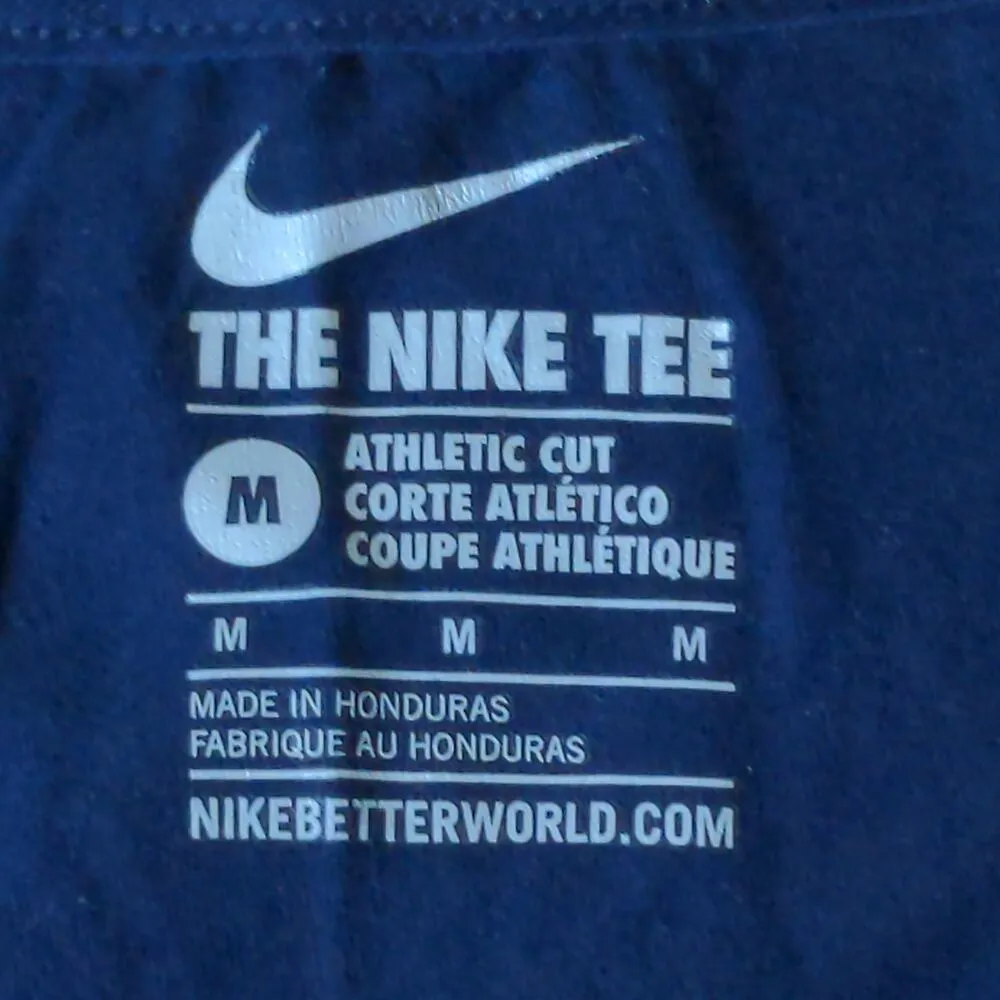 THE NIKE TEE
M
ATHLETIC CUT
CORTE ATLÉTICO
COUPE ATHLÉTIQUE
M M M
MADE IN HONDURAS
FABRIQUE AU HONDURAS
NIKEBETTERWORLD.COM